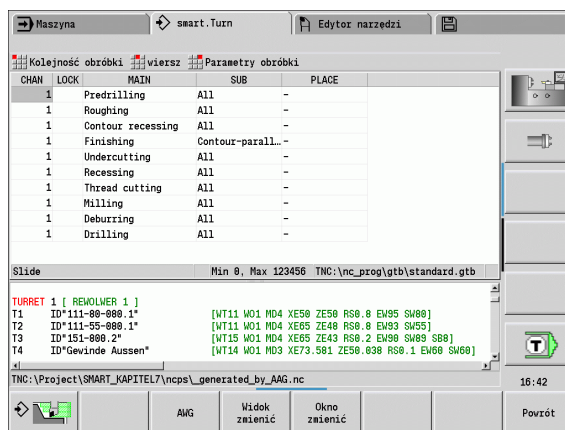 Maszyna smart.Turn Edytor narzędzi
Kolejność obróbki wiersz Parametry obróbki
CHAN LOCK MAIN SUB PLACE
1 Predrilling All -
1 Roughing All -
1 Contour recessing All -
1 Finishing Contour-parall… -
1 Undercutting All -
1 Recessing All -
1 Thread cutting All -
1 Milling All -
1 Deburring All -
1 Drilling All -
Slide Min 0, Max 123456 TNC:\nc_prog\gtb\standard.gtb
TURRET 1 [ REWOLWER 1 ]
T1 ID"111-80-080.1" [WT11 WO1 MD4 XE50 ZE50 RS0.8 EW95 SW80]
T2 ID"111-55-080.1" [WT11 WO1 MD4 XE65 ZE48 RS0.8 EW93 SW55]
T3 ID"151-800.2" [WT15 WO1 MD4 XE65 ZE43 RS0.2 EW90 SW89 SB8]
T4 ID"Gewinde Aussen" [WT14 WO1 MD3 XE73.581 ZE50.038 RS0.1 EW60 SW60]
TNC:\Project\SMART_KAPITEL7\ncps\_generated_by_AAG.nc
T
16:42
AWG Widok zmienić Okno zmienić Powrót